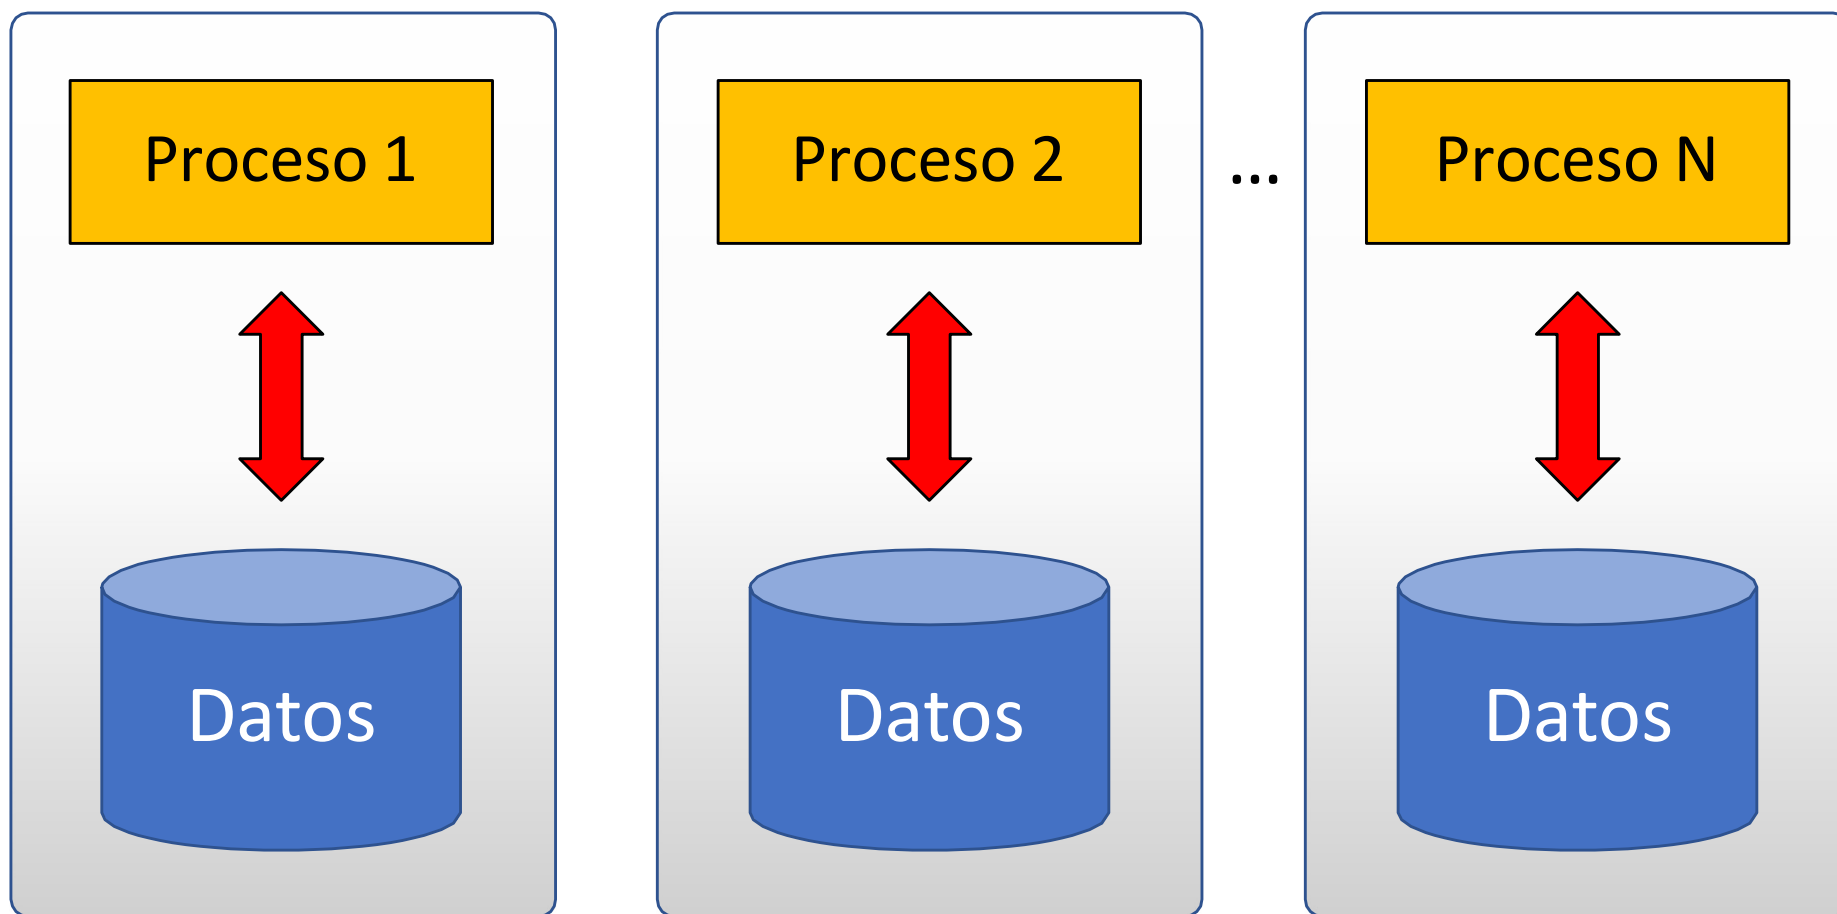 Proceso 1
Proceso 2
...
Proceso N
Datos
Datos
Datos